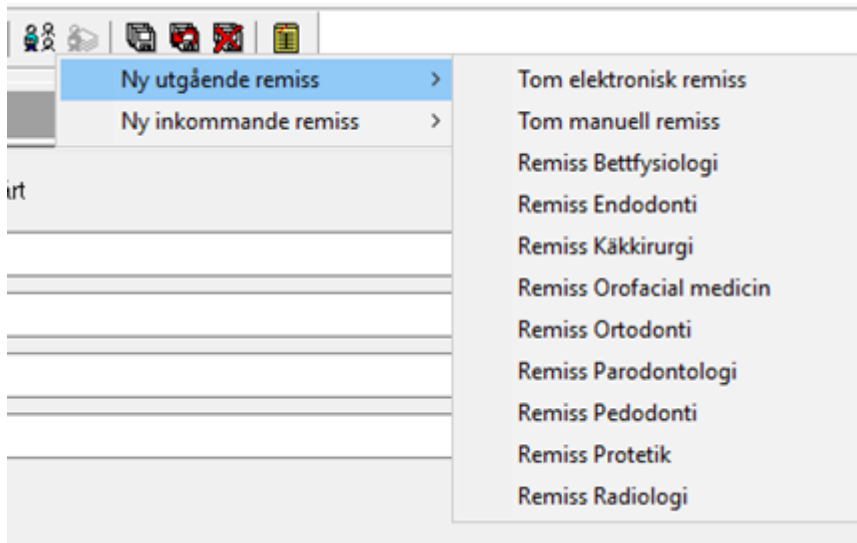 Ny utgående remiss
Ny inkommande remiss
Tom elektronisk remiss
Tom manuell remiss
Remiss Bettfysiologi
Remiss Endodonti
Remiss Käkkirurgi
Remiss Orofacial medicin
Remiss Ortodonti
Remiss Parodontologi
Remiss Pedodonti
Remiss Protetik
Remiss Radiologi